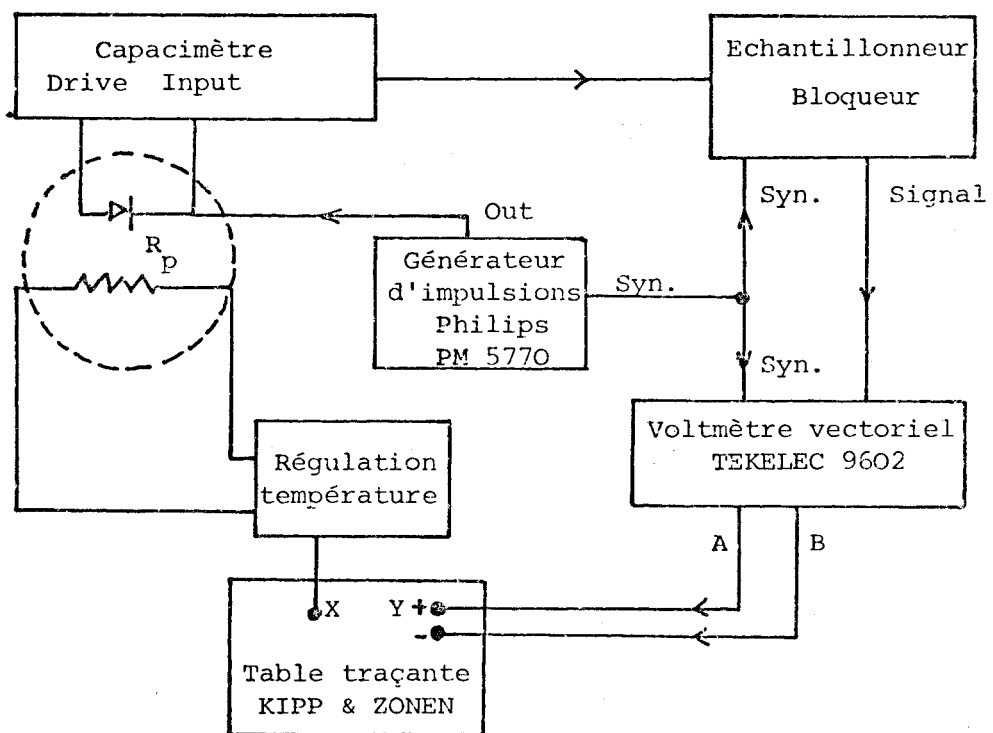 Capacimètre
Drive Input
Echantillonneur
Bloqueur
Syn.
Signal
Out
R
p
Générateur
d'impulsions
Philips
PM 5770
Syn.
Syn.
Voltmètre vectoriel
TEKELEC 9602
Régulation
température
A
B
X
Y +
-
Table traçante
KIPP & ZONEN